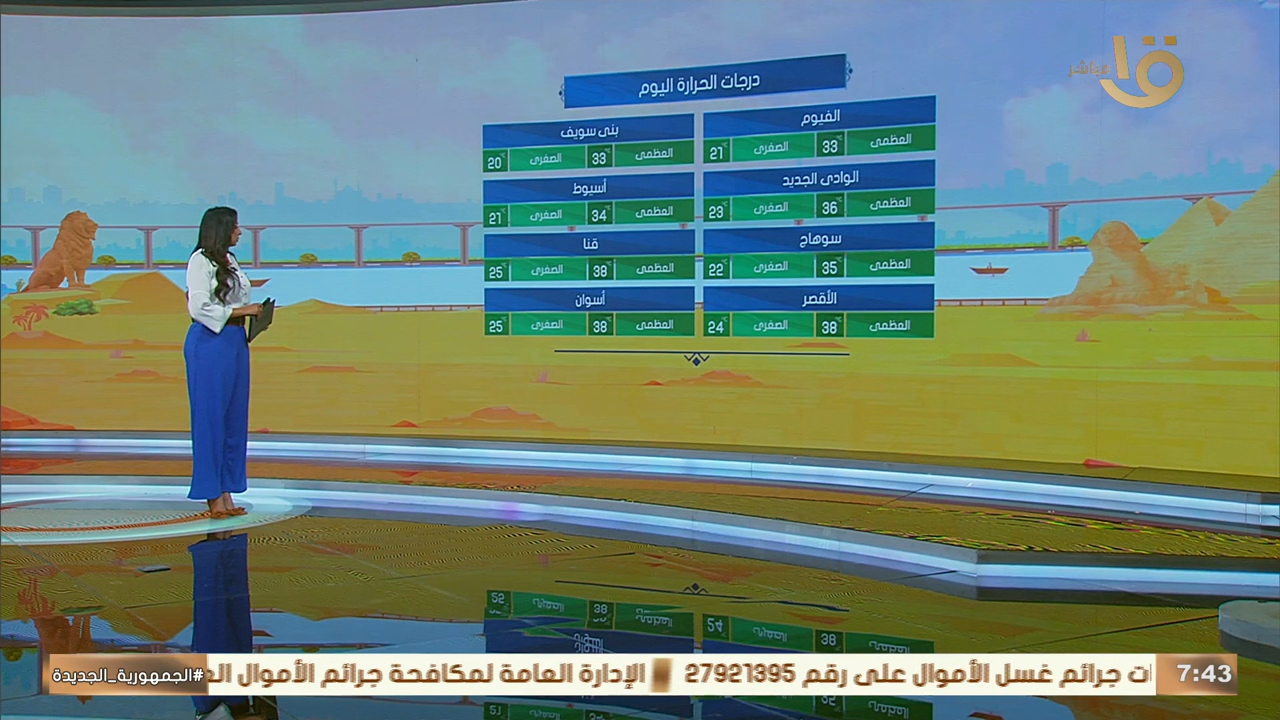 مباشر
درجات الحرارة اليوم
الفيوم
العظمى 33 الصغرى 21
بنى سويف
العظمى 33 الصغرى 20
الوادى الجديد
العظمى 36 الصغرى 23
أسيوط
العظمى 34 الصغرى 21
سوهاج
العظمى 35 الصغرى 22
قنا
العظمى 38 الصغرى 25
الأقصر
العظمى 38 الصغرى 24
أسوان
العظمى 38 الصغرى 25
7:43
ات جرائم غسل الأموال على رقم 27921395
الإدارة العامة لمكافحة جرائم الأموال الع
#الجمهورية_الجديدة